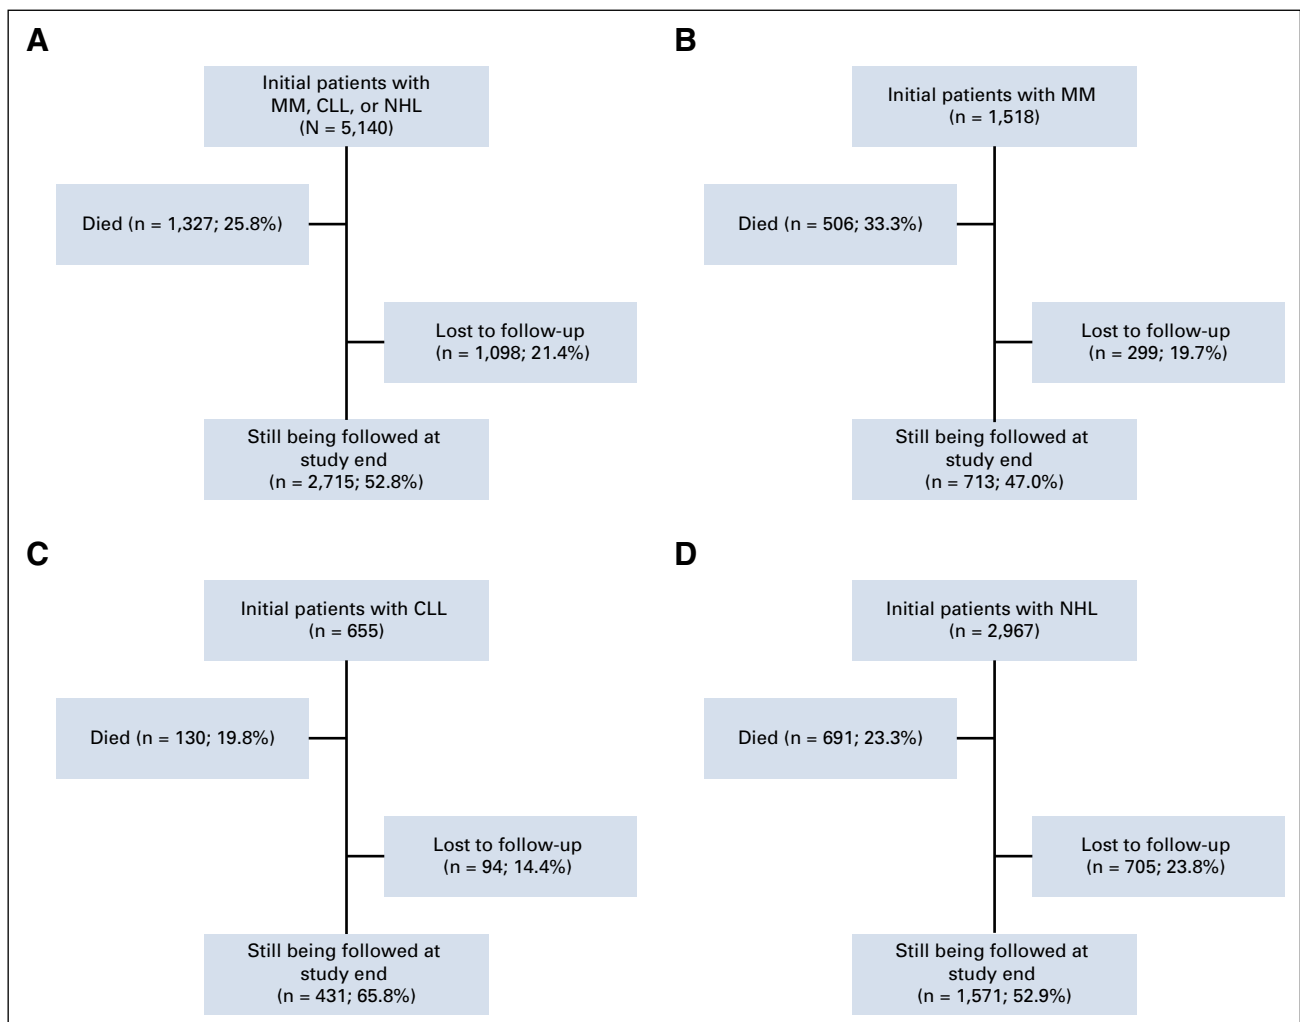 A
Initial patients with
MM, CLL, or NHL
(N = 5,140)
Died (n = 1,327; 25.8%)
Lost to follow-up
(n = 1,098; 21.4%)
Still being followed at
study end
(n = 2,715; 52.8%)
B
Initial patients with MM
(n = 1,518)
Died (n = 506; 33.3%)
Lost to follow-up
(n = 299; 19.7%)
Still being followed at
study end
(n = 713; 47.0%)
C
Initial patients with CLL
(n = 655)
Died (n = 130; 19.8%)
Lost to follow-up
(n = 94; 14.4%)
Still being followed at
study end
(n = 431; 65.8%)
D
Initial patients with NHL
(n = 2,967)
Died (n = 691; 23.3%)
Lost to follow-up
(n = 705; 23.8%)
Still being followed at
study end
(n = 1,571; 52.9%)